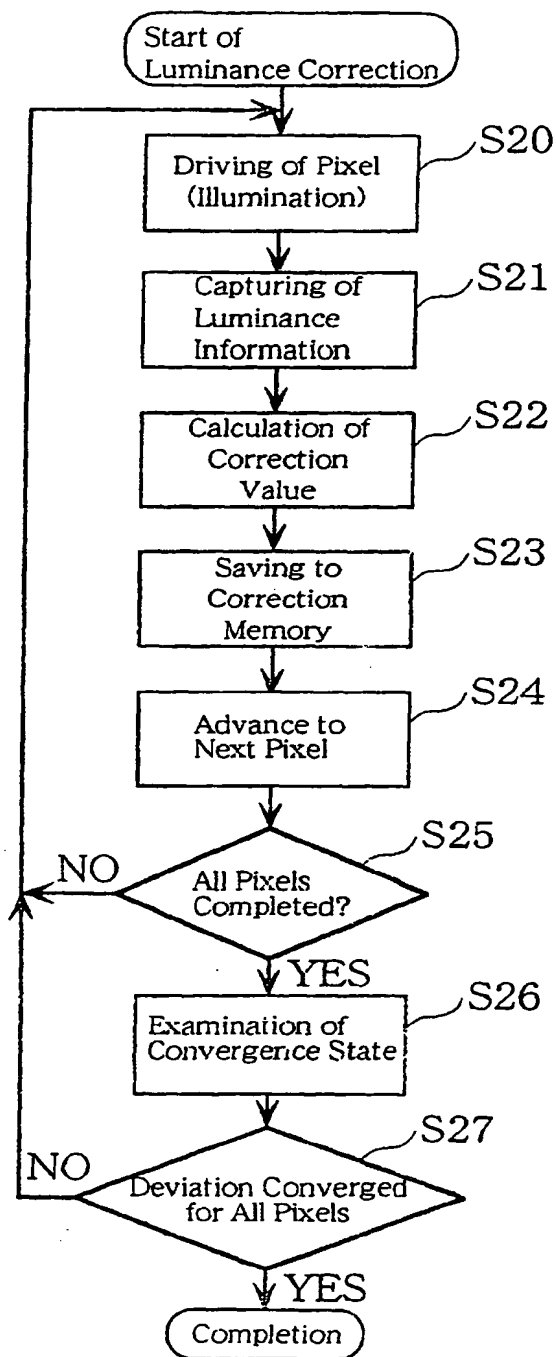 Start of
Luminance Correction
S20
Driving of Pixel
(Illumination)
S21
Capturing of
Luminance
Information
S22
Calculation of
Correction
Value
S23
Saving to
Correction
Memory
S24
Advance to
Next Pixel
S25
NO
All Pixels
Completed?
YES
S26
Examination of
Convergence State
S27
NO
Deviation Converged
for All Pixels
YES
Completion